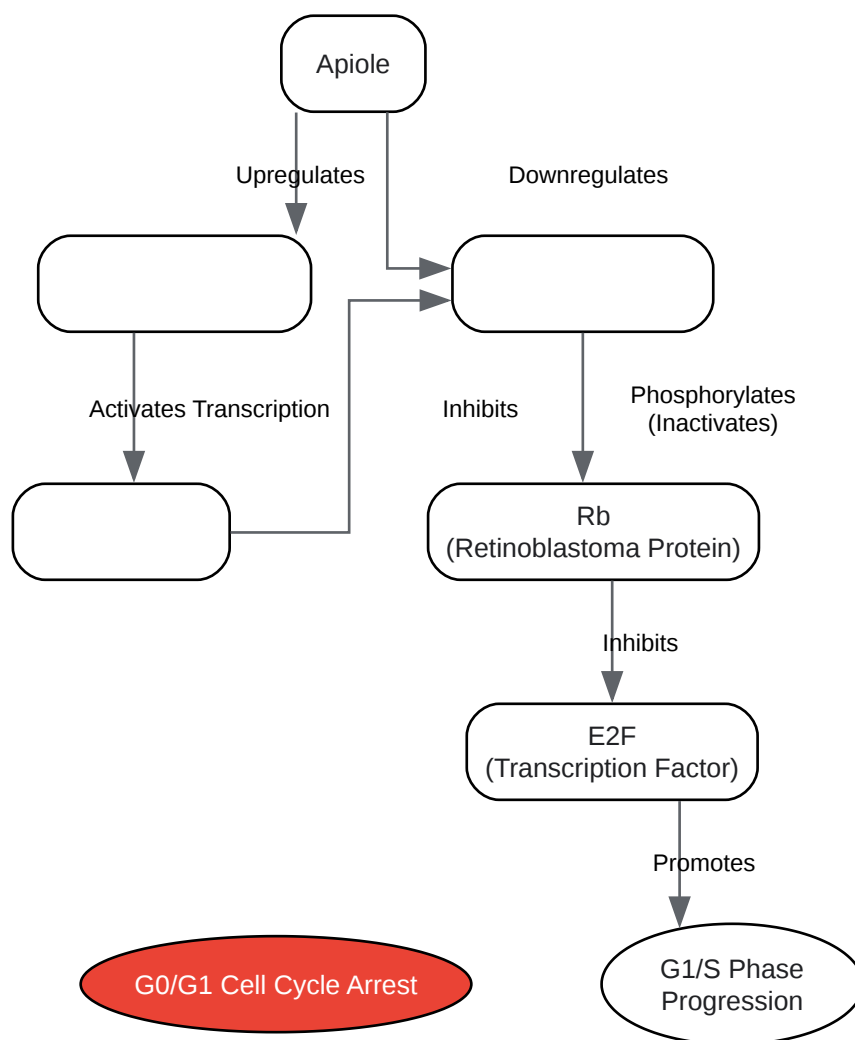 Apiole
Upregulates
Downregulates
Activates Transcription
Inhibits
Phosphorylates
(Inactivates)
Rb
(Retinoblastoma Protein)
Inhibits
E2F
(Transcription Factor)
Promotes
G0/G1 Cell Cycle Arrest
G1/S Phase
Progression